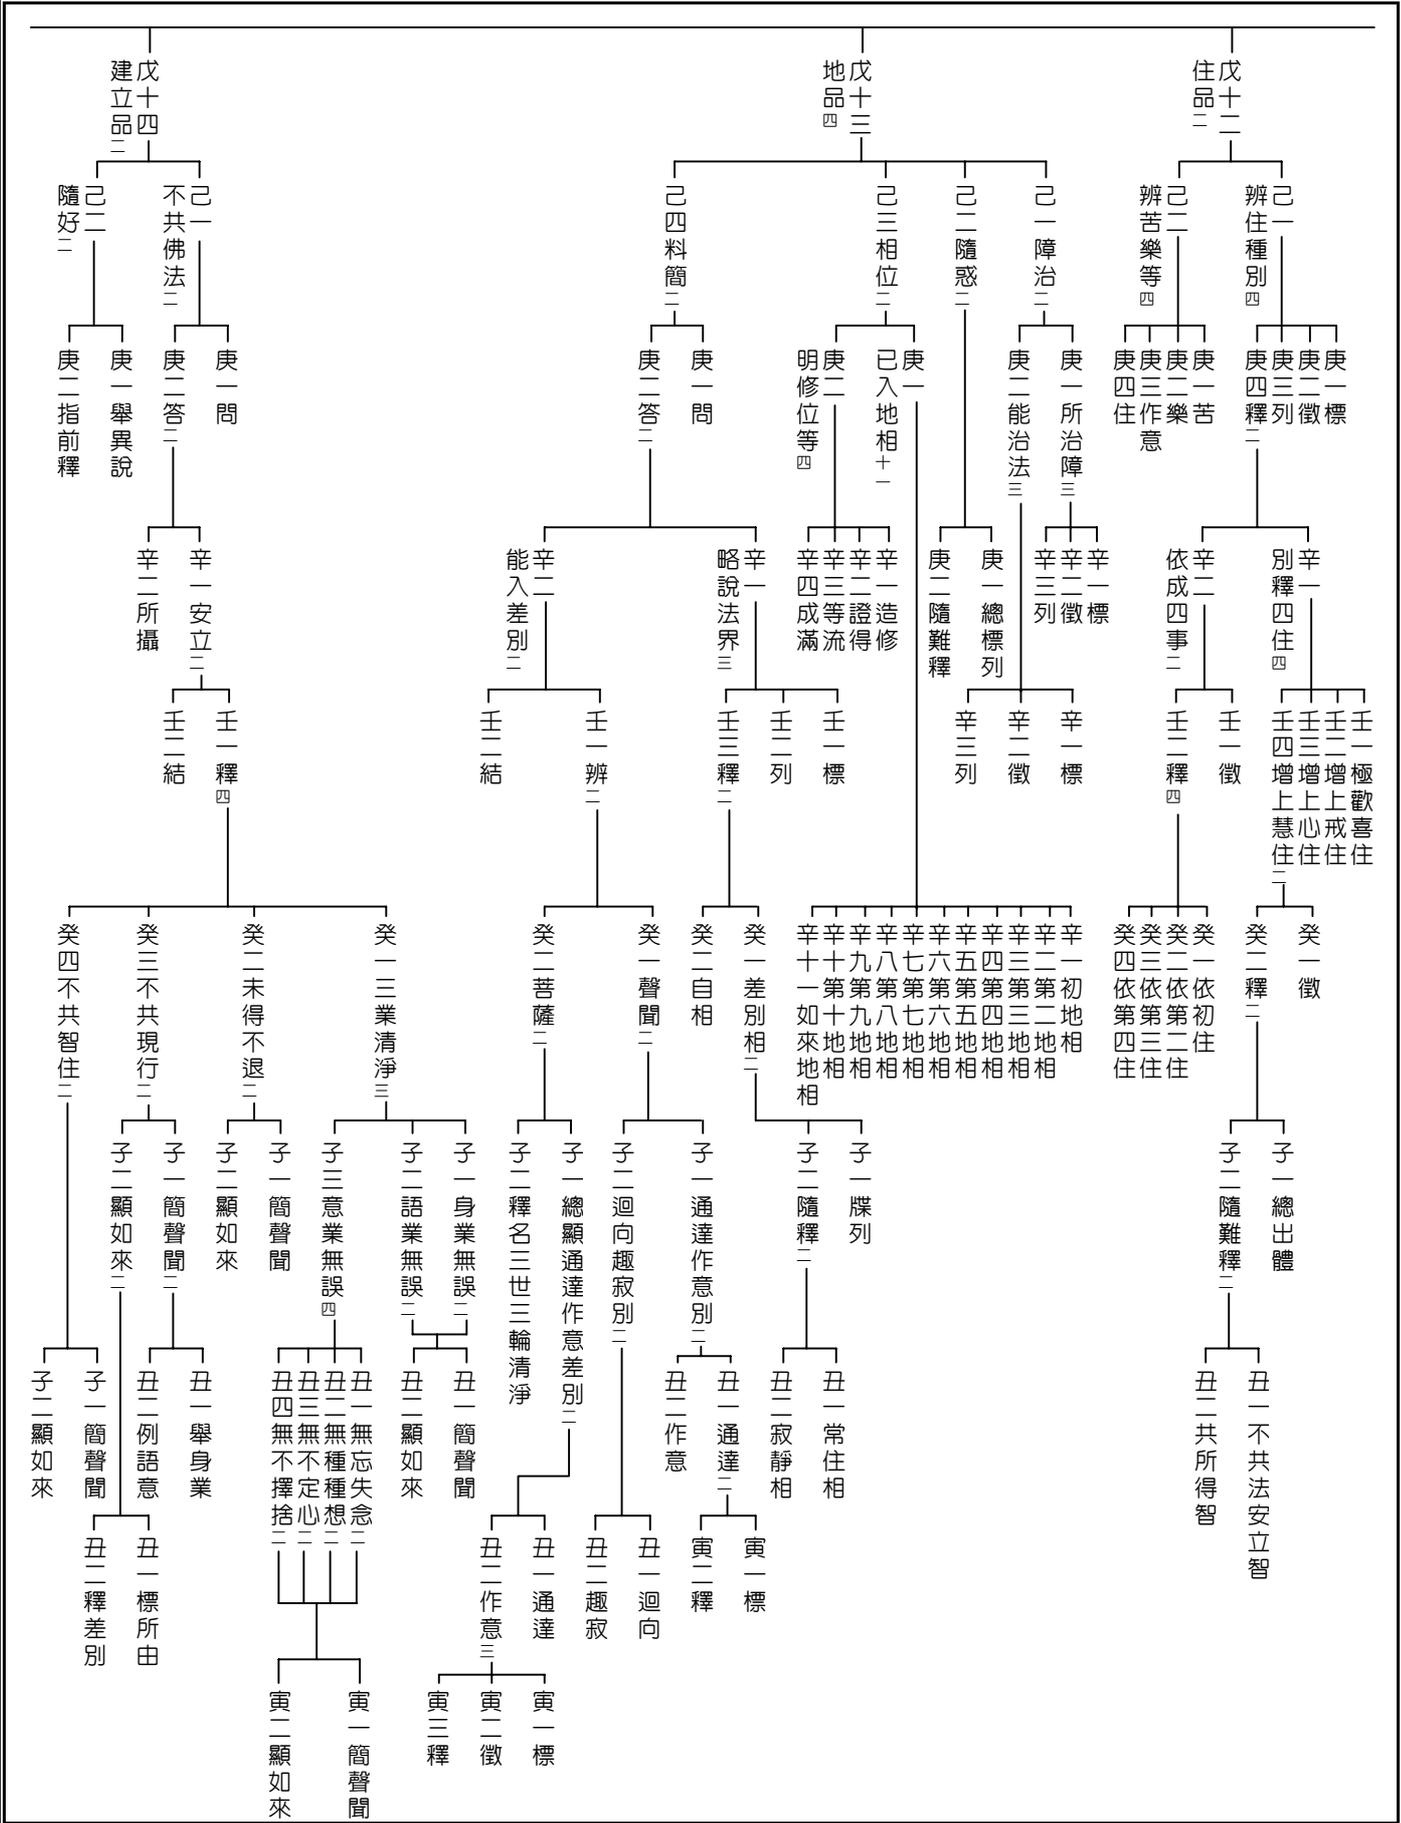 戊十二
住品二
戊十三
地品四
戊十四
建立品二
己一
辨住種別四
己二
辨苦樂等四
己一障治二
己二隨惑二
己三相位二
己四料簡二
己一
不共佛法二
己二
隨好二
庚一標
庚二徵
庚三列
庚四釋二
庚一苦
庚二樂
庚三作意
庚四住
庚一所治障三
庚二能治法三
庚一
已入地相十一
庚二
明修位等四
庚一問
庚二答二
庚一問
庚二答二
庚一舉異說
庚二指前釋
辛一
別釋四住四
辛二
依成四事二
辛一標
辛二徵
辛三列
庚一總標列
庚二隨難釋
辛一造修
辛二證得
辛三等流
辛四成滿
辛一
略說法界三
辛二
能入差別二
辛一安立二
辛二所攝
壬一極歡喜住
壬二增上戒住
壬三增上心住
壬四增上慧住二
壬一徵
壬二釋四
辛一標
辛二徵
辛三列
壬一標
壬二列
壬三釋二
壬一辨二
壬二結
壬一釋四
壬二結
癸一徵
癸二釋二
癸一依初住
癸二依第二住
癸三依第三住
癸四依第四住
辛一初地相
辛二第二地相
辛三第三地相
辛四第四地相
辛五第五地相
辛六第六地相
辛七第七地相
辛八第八地相
辛九第九地相
辛十第十地相
辛十一如來地相
癸一差別相二
癸二自相
癸一聲聞二
癸二菩薩二
癸一三業清淨三
癸二未得不退二
癸三不共現行二
癸四不共智住二
子一總出體
子二隨難釋二
子一牒列
子二隨釋二
子一通達作意別二
子二迴向趣寂別二
子一總顯通達作意差別二
子二釋名三世三輪清淨
子一身業無誤二
子二語業無誤二
子三意業無誤四
子一簡聲聞
子二顯如來
子一簡聲聞二
子二顯如來二
丑一不共法安立智
丑二共所得智
丑一常住相
丑二寂靜相
丑一通達二
丑二作意
丑一簡聲聞
丑二顯如來
丑一無忘失念二
丑二無種種想二
丑三無不定心二
丑四無不擇捨二
丑一舉身業
丑二例語意
子一簡聲聞
子二顯如來
寅一標
寅二釋
丑一迴向
丑二趣寂
丑一通達
丑二作意三
丑一標所由
丑二釋差別
寅一標
寅二徵
寅三釋
寅一簡聲聞
寅二顯如來